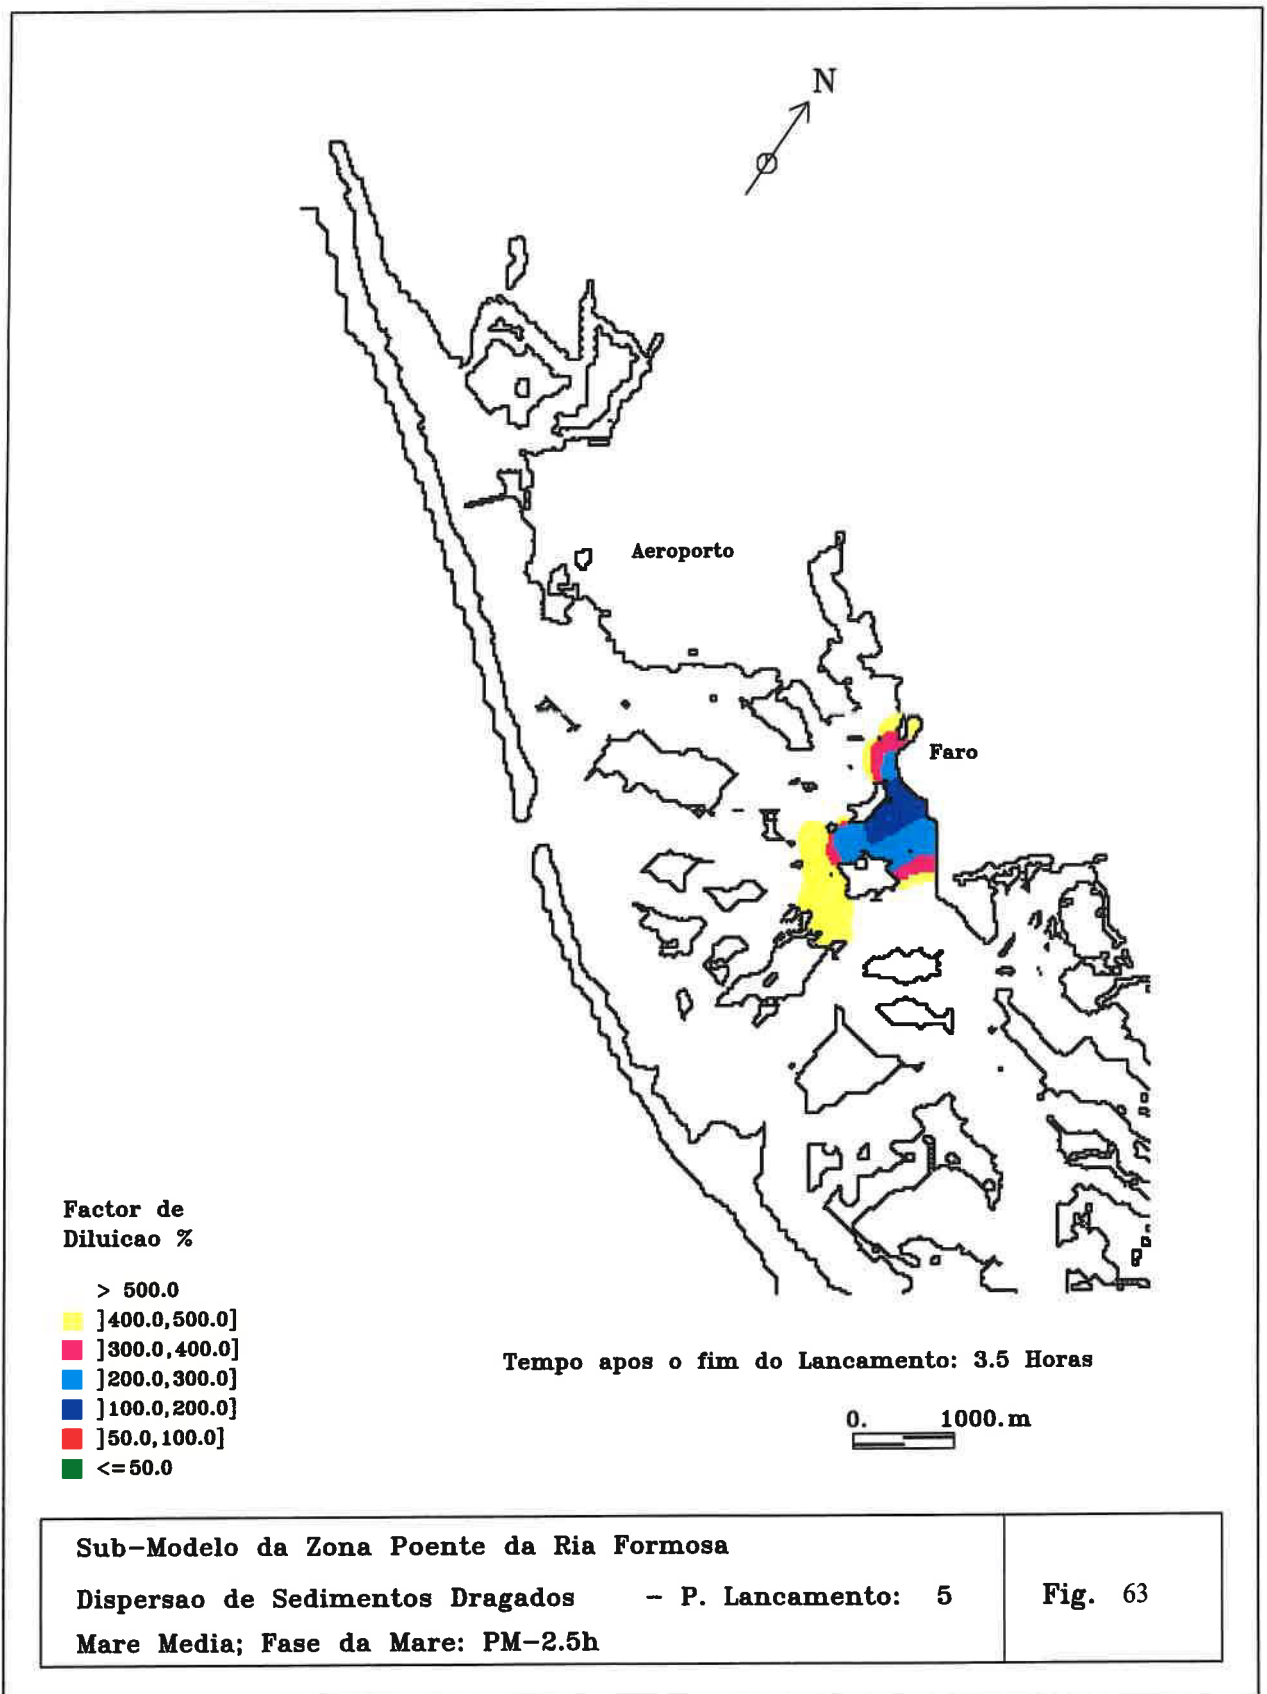 N
Aeroporto
Faro
Factor de
Diluicao %
> 500.0
]400.0,500.0]
]300.0,400.0]
]200.0,300.0]
]100.0,200.0]
]50.0,100.0]
<=50.0
Tempo apos o fim do Lancamento: 3.5 Horas
0. 1000.m
Sub-Modelo da Zona Poente da Ria Formosa
Dispersao de Sedimentos Dragados - P. Lancamento: 5
Mare Media; Fase da Mare: PM-2.5h
Fig. 63